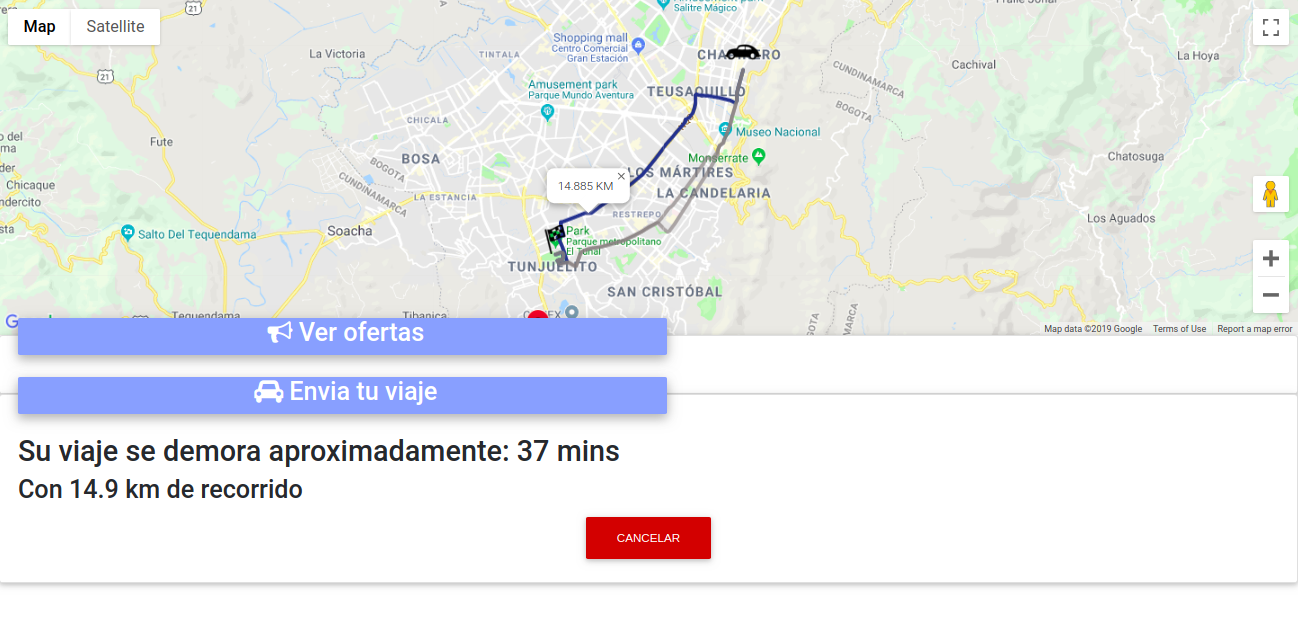 Map
Satellite
21
Salitre Mágico
Praile Sonal
Shopping mall
Centro Comercial
Gran Estación
La Victoria
TINTALA
La Hoya
Cachival
21
CUNDINAMARCA
BOGOTA
Amusement park
Parque Mundo Aventura
TEUSAQUILLO
CHICALA
Museo Nacional
Fute
BOSA
Monserrate
Chatosuga
LOS MÁRTIRES
BOGOTA
CUNDINAMARCA
14.885 KM
Chicaque
LA ESTANCIA
LA CANDELARIA
RESTREPO
Los Aguados
Salto Del Tequendama
Soacha
Park
Parque metropolitano
El Tunal
TUNJUELITO
SAN CRISTÓBAL
Tequendama
Tibanica
Map data ©2019 Google
Terms of Use
Report a map error
Ver ofertas
Envia tu viaje
Su viaje se demora aproximadamente: 37 mins
Con 14.9 km de recorrido
CANCELAR